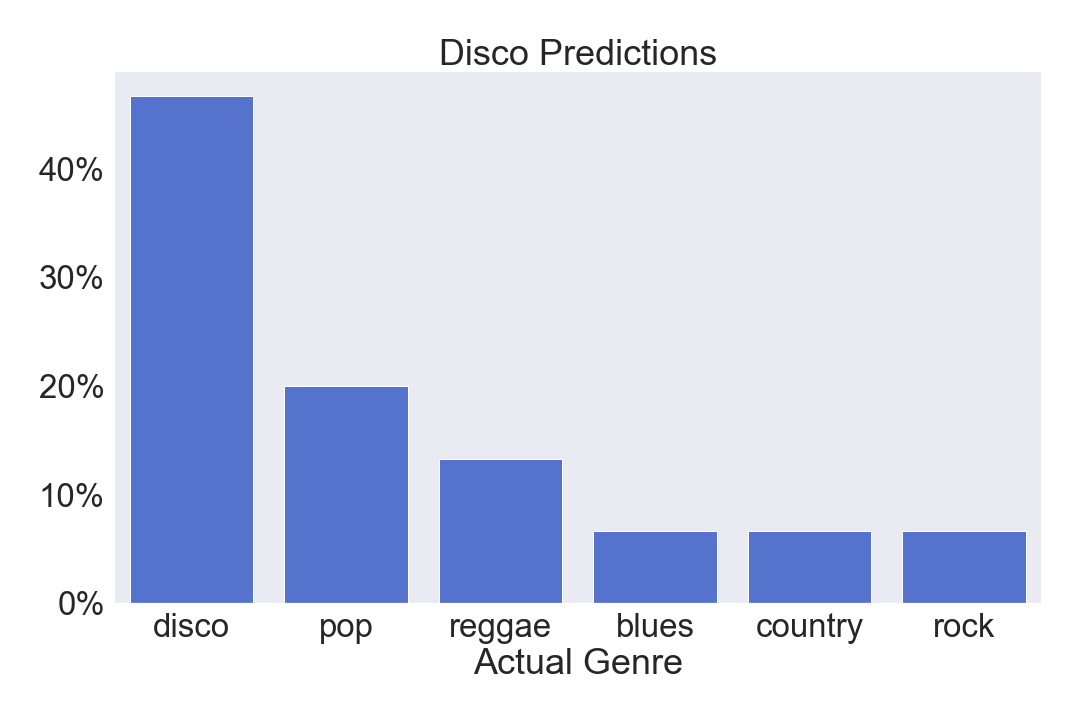 Disco Predictions
40%
30%
20%
10%
0%
disco pop reggae blues country rock
Actual Genre